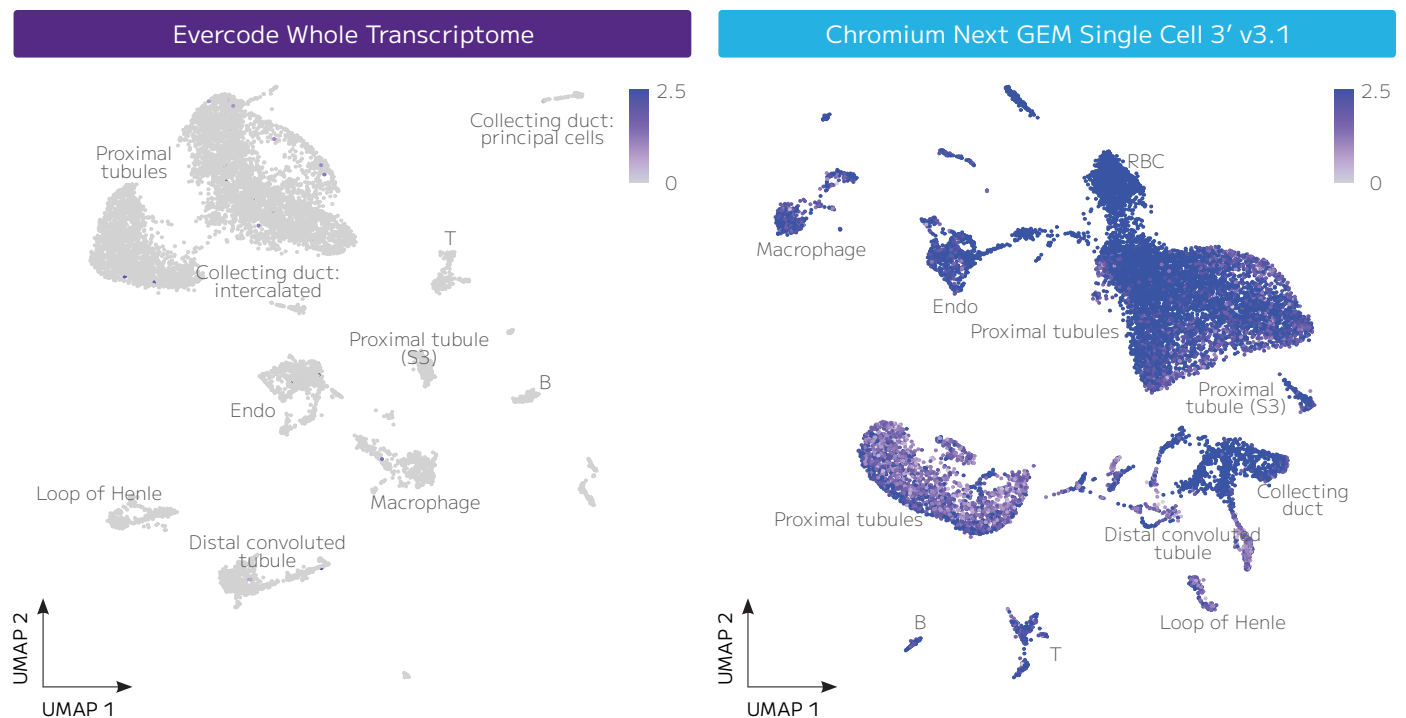 Evercode Whole Transcriptome
2.5
0
Collecting duct:
principal cells
Proximal
tubules
T
Collecting duct:
intercalated
Proximal tubule
(S3)
B
Endo
Macrophage
Loop of Henle
Distal convoluted
tubule
UMAP 2
UMAP 1
Chromium Next GEM Single Cell 3’ v3.1
2.5
0
RBC
Macrophage
Endo
Proximal tubules
Proximal
tubule (S3)
Proximal tubules
Collecting
duct
Distal convoluted
tubule
Loop of Henle
B
T
UMAP 2
UMAP 1